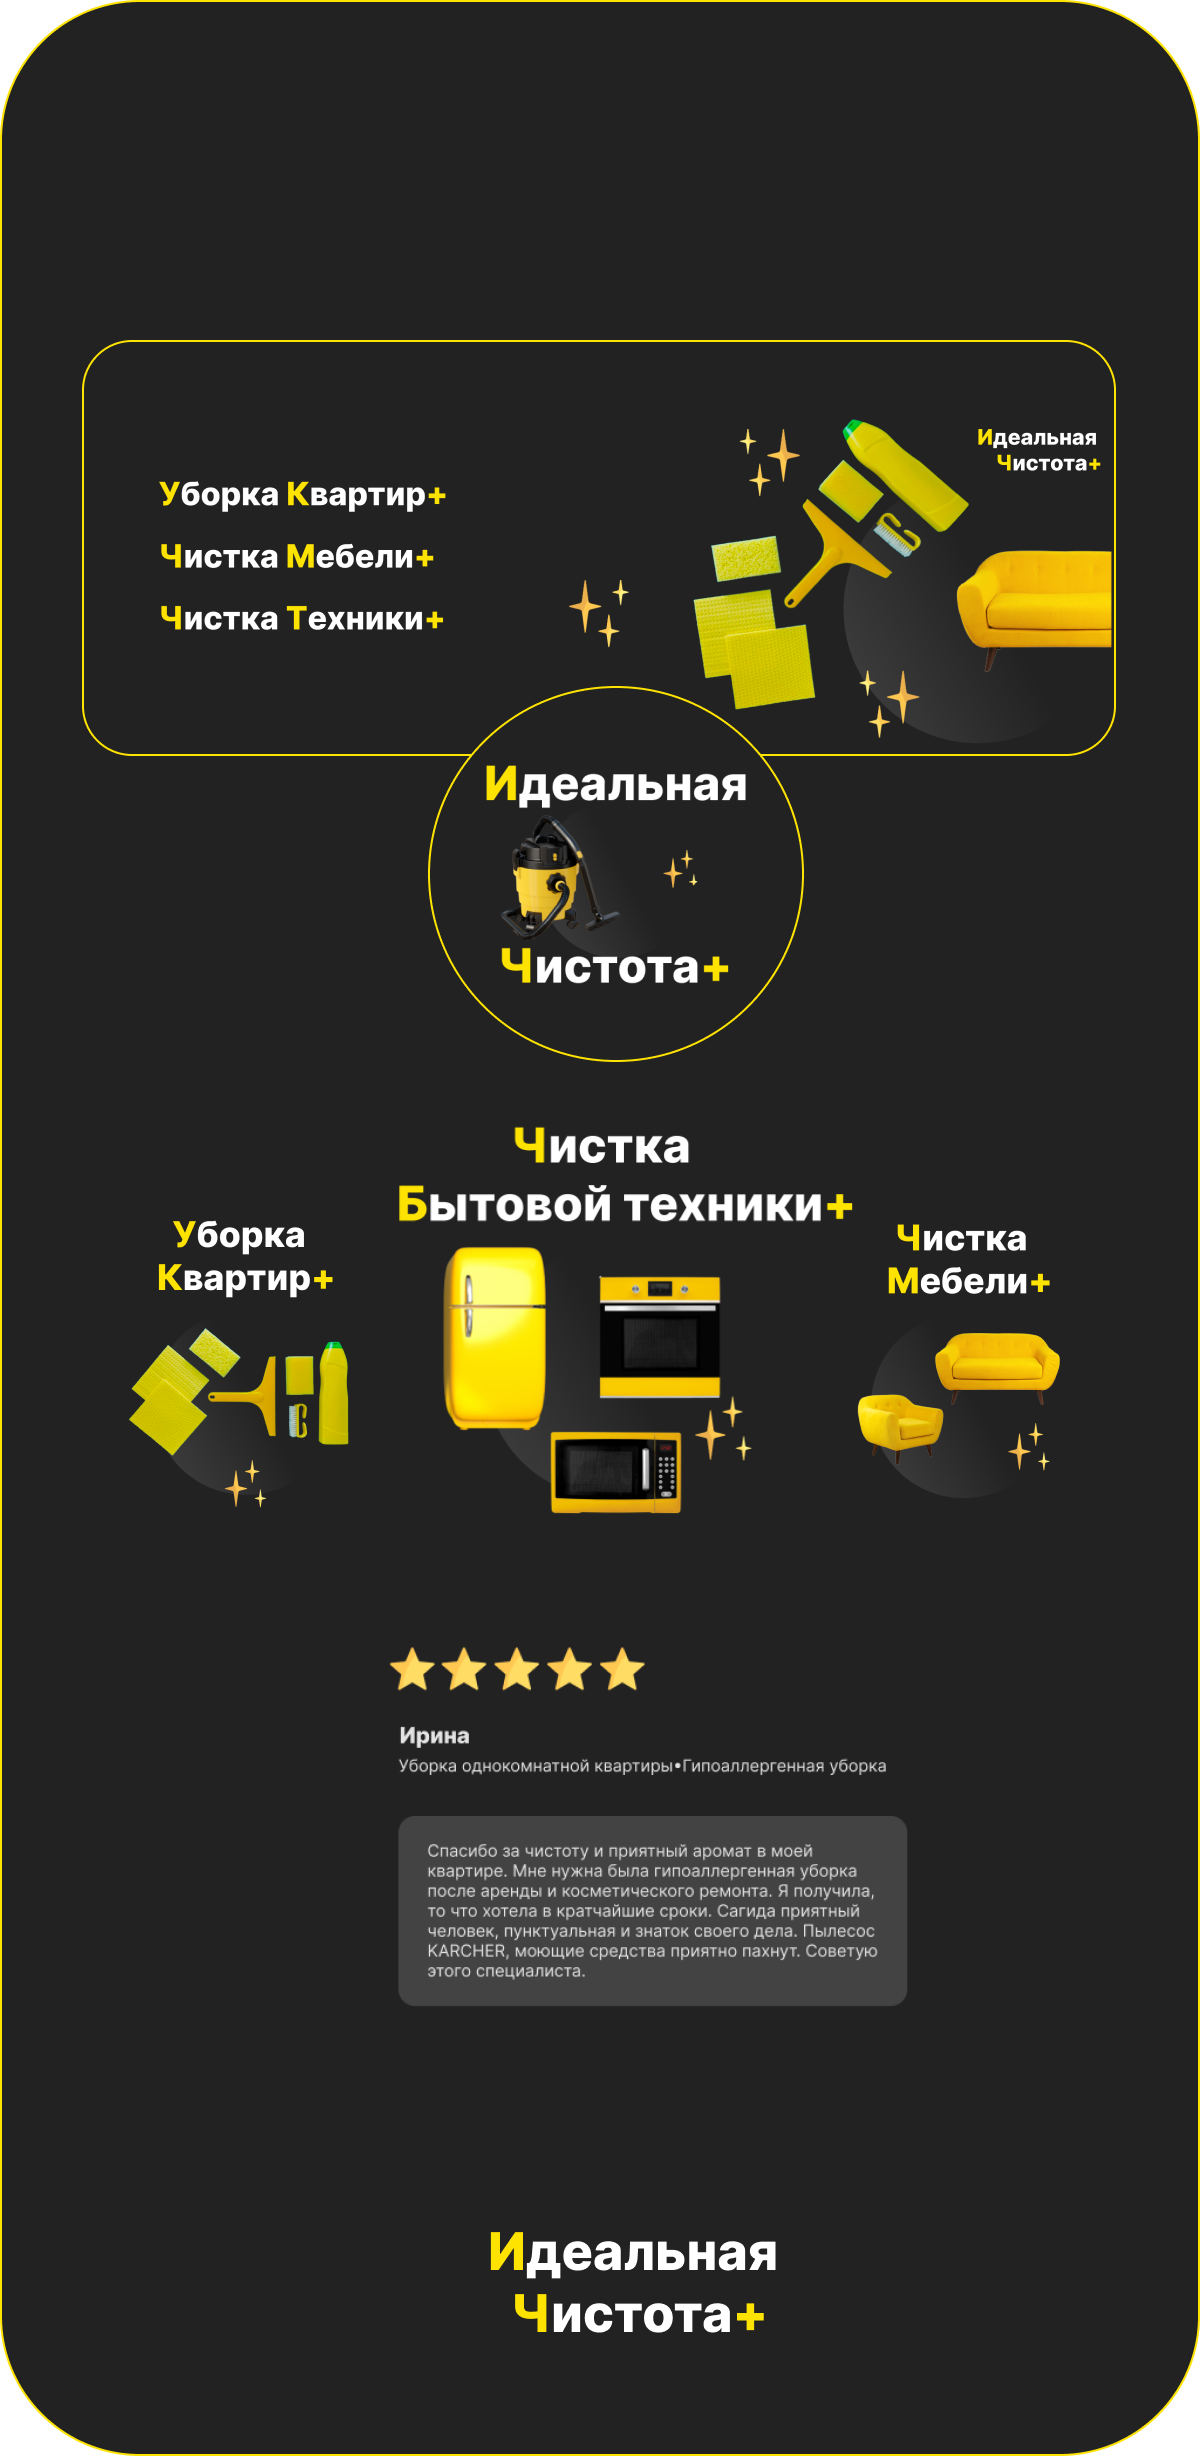 Идеальная
Чистота+
Уборка Квартир+
Чистка Мебели+
Чистка Техники+
Идеальная
Чистота+
Чистка
Бытовой техники+
Уборка
Квартир+
Чистка
Мебели+
Ирина
Уборка однокомнатной квартиры•Гипоаллергенная уборка
Спасибо за чистоту и приятный аромат в моей
квартире. Мне нужна была гипоаллергенная уборка
после аренды и косметического ремонта. Я получила,
то что хотела в кратчайшие сроки. Сагида приятный
человек, пунктуальная и знаток своего дела. Пылесос
KARCHER, моющие средства приятно пахнут. Советую
этого специалиста.
Идеальная
Чистота+